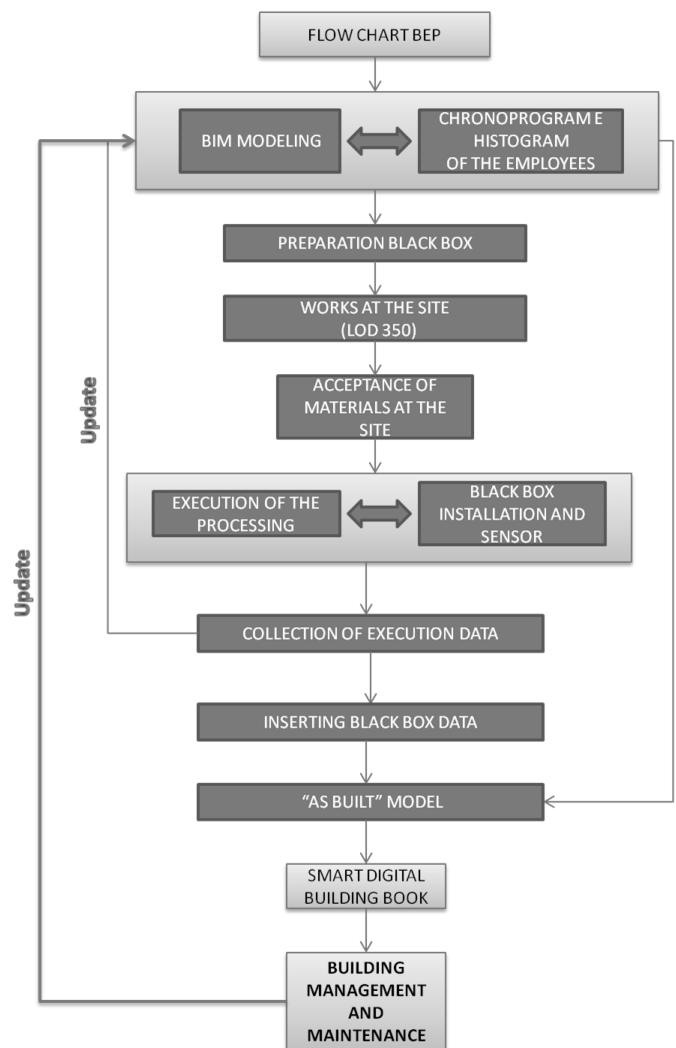 FLOW CHART BEP
BIM MODELING
CHRONOPROGRAM E
HISTOGRAM
OF THE EMPLOYEES
PREPARATION BLACK BOX
WORKS AT THE SITE
(LOD 350)
ACCEPTANCE OF
MATERIALS AT THE
SITE
Update
EXECUTION OF THE
PROCESSING
BLACK BOX
INSTALLATION AND
SENSOR
Update
COLLECTION OF EXECUTION DATA
INSERTING BLACK BOX DATA
“AS BUILT” MODEL
SMART DIGITAL
BUILDING BOOK
BUILDING
MANAGEMENT
AND
MAINTENANCE